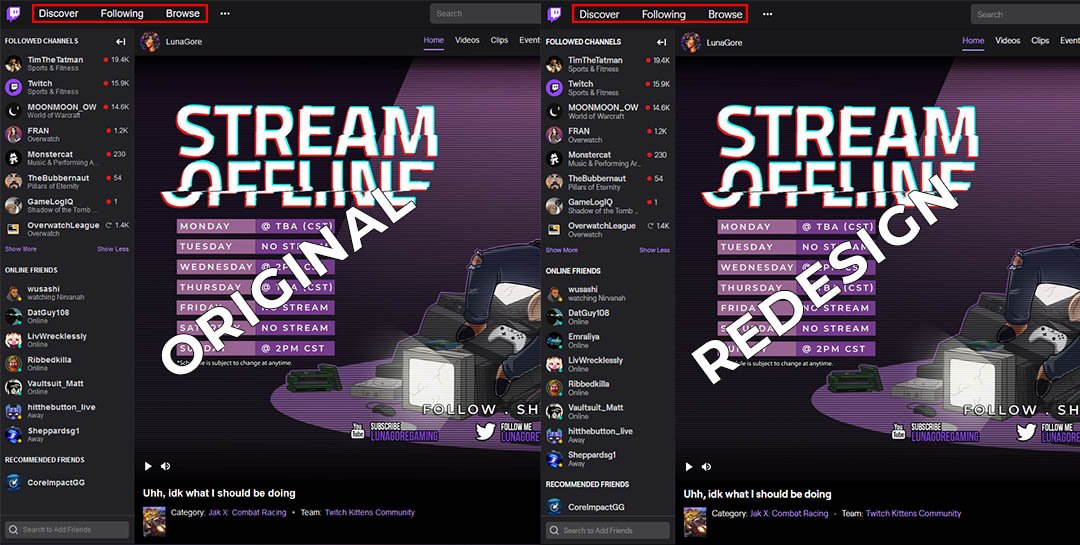 Discover Following Browse
Search
FOLLOWED CHANNELS
TimTheTatman 19.4K
Sports & Fitness
Twitch 15.9K
Sports & Fitness
MOONMOON_OW 14.6K
World of Warcraft
FRAN 1.2K
Overwatch
Monstercat 230
Music & Performing A...
TheBubbernaut 54
Pillars of Eternity
GameLogIQ 1
Shadow of the Tomb ...
OverwatchLeague 1.4K
Overwatch
Show More Show Less
ONLINE FRIENDS
wusashi
watching Nirvanah
DatGuy108
Online
LivWrecklessly
Online
Ribbedkilla
Online
Vaultsuit_Matt
Online
hitthebutton_live
Away
Sheppardsg1
Away
RECOMMENDED FRIENDS
CoreImpactGG
Search to Add Friends
LunaGore
Home Videos Clips Event
STREAM
OFFLINE
MONDAY @ TBA (CST)
TUESDAY NO STREAM
WEDNESDAY @ 2PM CST
THURSDAY @ TBA (CST)
FRIDAY NO STREAM
SATURDAY NO STREAM
SUNDAY @ 2PM CST
*Schedule is subject to change at anytime.
ORIGINAL
FOLLOW . SH
You Tube SUBSCRIBE
LUNAGOREGAMING
FOLLOW ME
LUNAGORE
Uhh, idk what I should be doing
Category: Jak X: Combat Racing • Team: Twitch Kittens Community
Discover Following Browse
Search
FOLLOWED CHANNELS
TimTheTatman 19.4K
Sports & Fitness
Twitch 15.9K
Sports & Fitness
MOONMOON_OW 14.6K
World of Warcraft
FRAN 1.2K
Overwatch
Monstercat 230
Music & Performing Ar...
TheBubbernaut 54
Pillars of Eternity
GameLogIQ 1
Shadow of the Tomb ...
OverwatchLeague 1.4K
Overwatch
Show More Show Less
ONLINE FRIENDS
wusashi
watching Nirvanah
DatGuy108
Online
Emraliya
Online
LivWrecklessly
Online
Ribbedkilla
Online
Vaultsuit_Matt
Online
hitthebutton_live
Away
Sheppardsg1
Away
RECOMMENDED FRIENDS
CoreImpactGG
Search to Add Friends
LunaGore
Home Videos Clips Event
STREAM
OFFLINE
MONDAY @ TBA (CST)
TUESDAY NO STREAM
WEDNESDAY @ 2PM CST
THURSDAY @ TBA (CST)
FRIDAY NO STREAM
SATURDAY NO STREAM
SUNDAY @ 2PM CST
*Schedule is subject to change at anytime.
REDESIGN
FOLLOW . SH
You Tube SUBSCRIBE
LUNAGOREGAMING
FOLLOW ME
LUNAGORE
Uhh, idk what I should be doing
Category: Jak X: Combat Racing · Team: Twitch Kittens Community